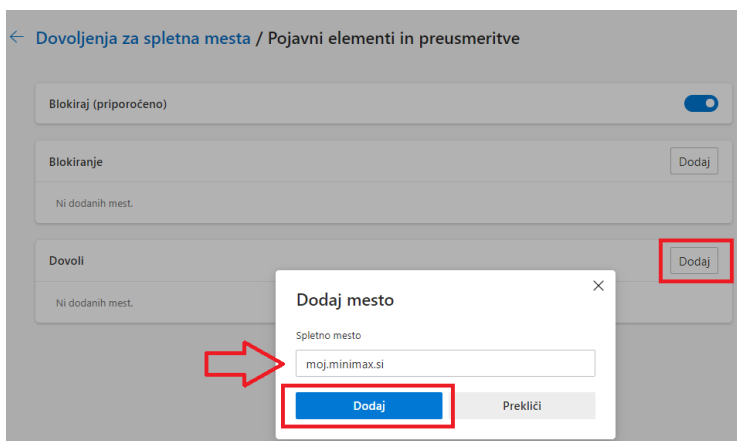 Dovoljenja za spletna mesta / Pojavni elementi in preusmeritve
Blokiraj (priporočeno)
Blokiranje Dodaj
Ni dodanih mest.
Dovoli Dodaj
Ni dodanih mest.
Dodaj mesto
Spletno mesto
moj.minimax.si
Dodaj Prekliči